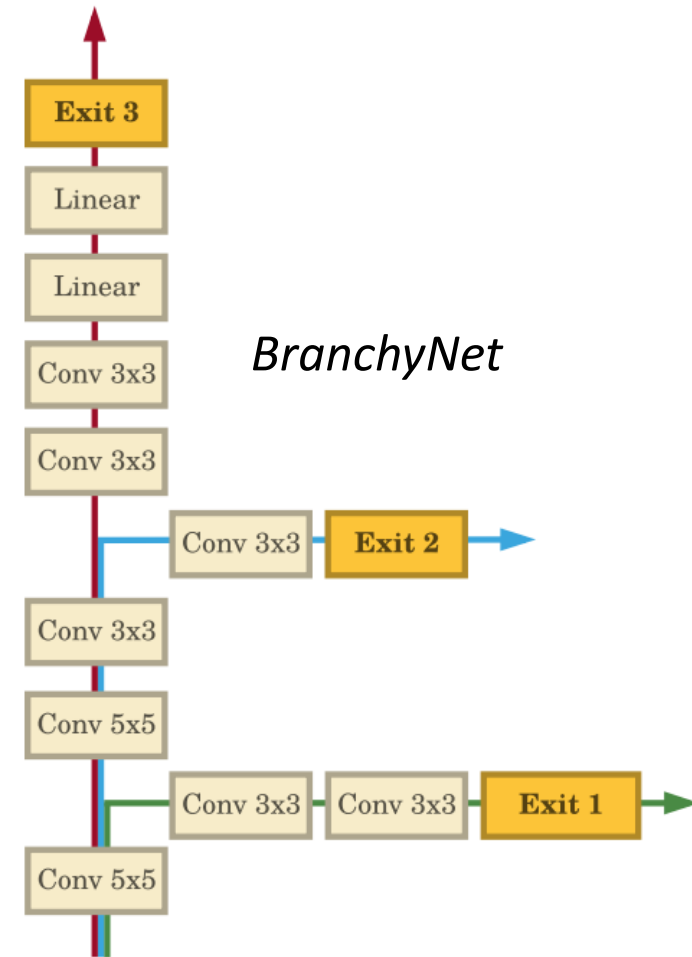 Exit 3
Linear
Linear
BranchyNet
Conv 3x3
Conv 3x3
Conv 3x3 Exit 2
Conv 3x3
Conv 5x5
Conv 3x3 Conv 3x3 Exit 1
Conv 5x5